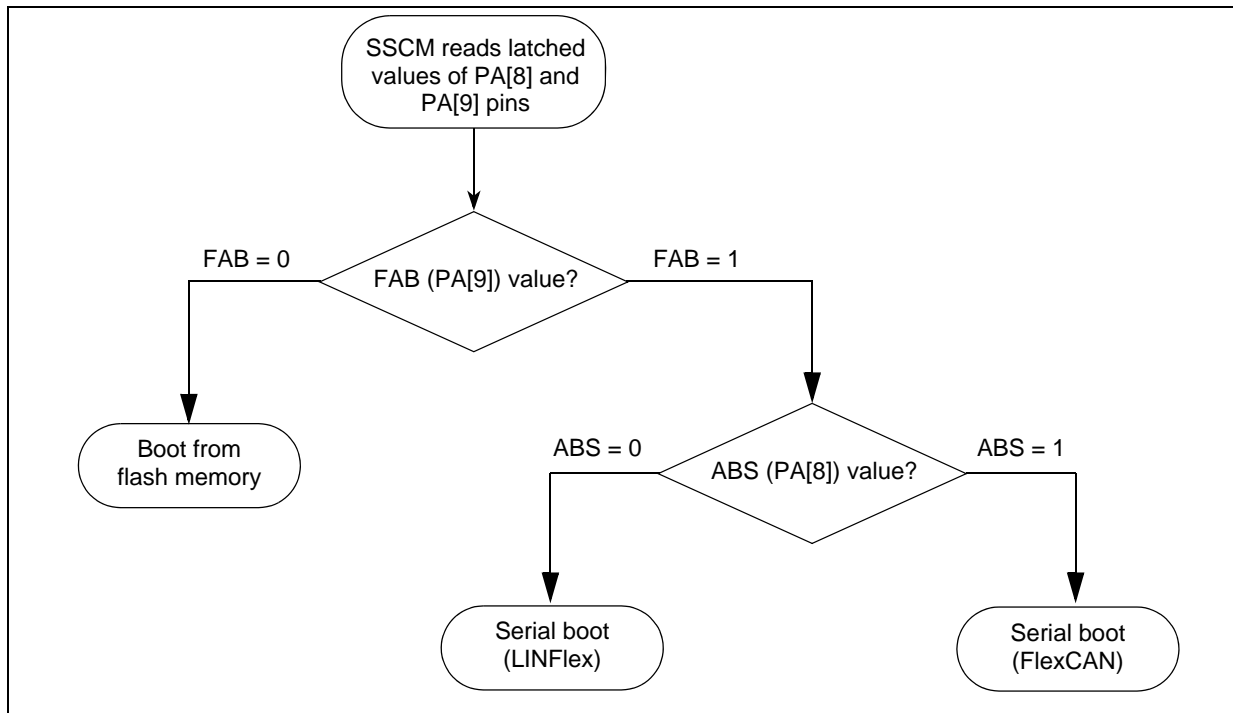 SSCM reads latched
values of PA[8] and
PA[9] pins
FAB = 0
FAB = 1
FAB (PA[9]) value?
Boot from
flash memory
ABS = 0
ABS = 1
ABS (PA[8]) value?
Serial boot
(LINFlex)
Serial boot
(FlexCAN)